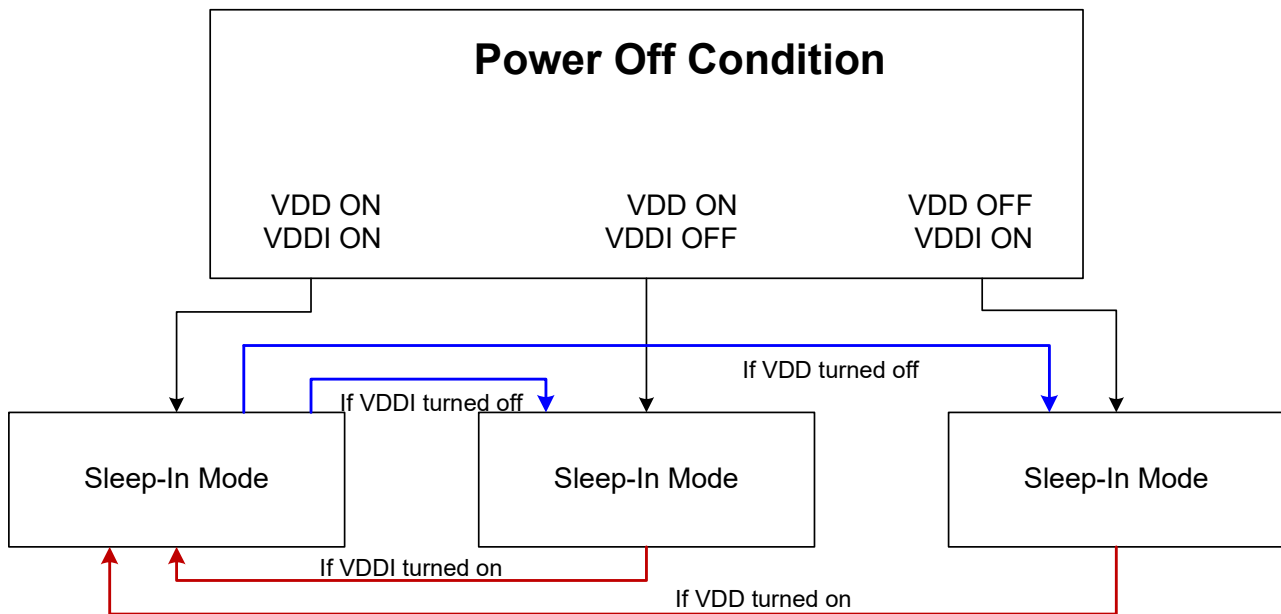 Power Off Condition
VDD ON
VDDI ON
VDD ON
VDDI OFF
VDD OFF
VDDI ON
If VDD turned off
If VDDI turned off
Sleep-In Mode
Sleep-In Mode
Sleep-In Mode
If VDDI turned on
If VDD turned on